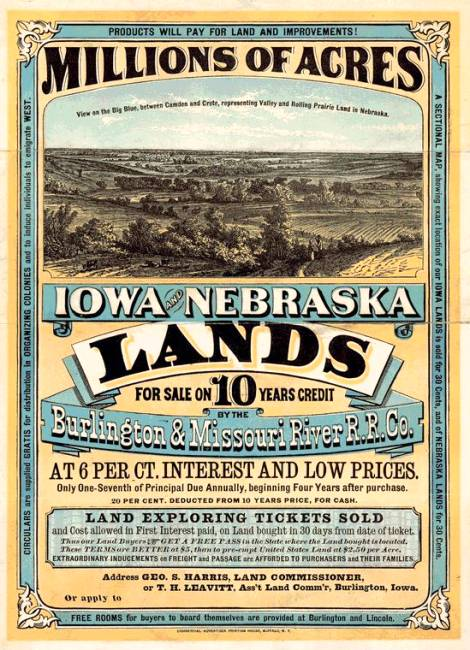 PRODUCTS WILL PAY FOR LAND AND IMPROVEMENTS!
MILLIONS OF ACRES
View on the Big Blue, between Camden and Crete, representing Valley and Rolling Prairie Land in Nebraska.
IOWA AND NEBRASKA
LANDS
FOR SALE ON 10 YEARS CREDIT
BY THE
Burlington & Missouri River R.R.Co.
AT 6 PER CT. INTEREST AND LOW PRICES.
Only One-Seventh of Principal Due Annually, beginning Four Years after purchase.
20 PER CENT. DEDUCTED FROM 10 YEARS PRICE, FOR CASH.
LAND EXPLORING TICKETS SOLD
and Cost allowed in First Interest paid, on Land bought in 30 days from date of ticket.
Thus our Land Buyers GET A FREE PASS in the State where the Land bought is located.
These TERMS are BETTER at $5, than to pre-empt United States Land at $2.50 per Acre.
EXTRAORDINARY INDUCEMENTS on FREIGHT and PASSAGE are AFFORDED TO PURCHASERS and THEIR FAMILIES.
Address GEO. S. HARRIS, LAND COMMISSIONER,
or T. H. LEAVITT, Ass't Land Comm'r, Burlington, Iowa.
Or apply to
FREE ROOMS for buyers to board themselves are provided at Burlington and Lincoln.
COMMERCIAL ADVERTISER PRINTING HOUSE, BUFFALO, N. Y.
CIRCULARS are supplied GRATIS for distribution in ORGANIZING COLONIES and to induce individuals to emigrate WEST.
A SECTIONAL MAP, showing exact location of our IOWA LANDS is sold for 30 Cents, and of NEBRASKA LANDS for 30 Cents.